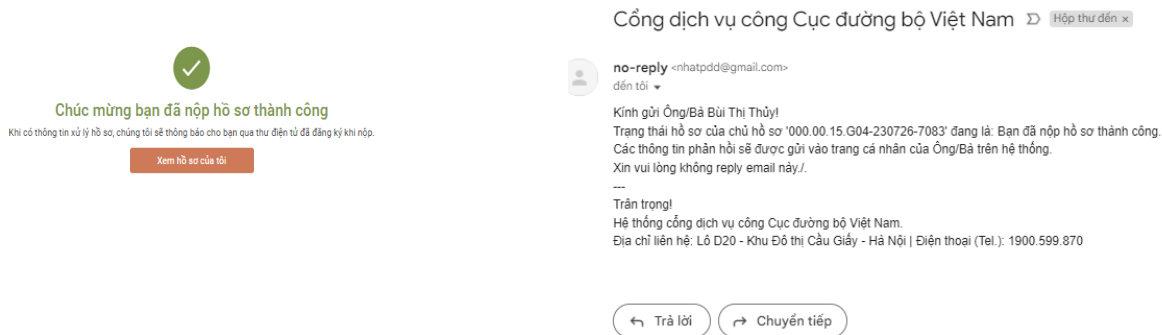 Chúc mừng bạn đã nộp hồ sơ thành công
Khi có thông tin xử lý hồ sơ, chúng tôi sẽ thông báo cho bạn qua thư điện tử đã đăng ký khi nộp.
Xem hồ sơ của tôi
Cổng dịch vụ công Cục đường bộ Việt Nam Hộp thư đến ×
no-reply <nhatpdd@gmail.com>
đến tôi
Kính gửi Ông/Bà Bùi Thị Thủy!
Trạng thái hồ sơ của chủ hồ sơ '000.00.15.G04-230726-7083' đang là: Bạn đã nộp hồ sơ thành công.
Các thông tin phản hồi sẽ được gửi vào trang cá nhân của Ông/Bà trên hệ thống.
Xin vui lòng không reply email này./.
---
Trân trọng!
Hệ thống cổng dịch vụ công Cục đường bộ Việt Nam.
Địa chỉ liên hệ: Lô D20 - Khu Đô thị Cầu Giấy - Hà Nội | Điện thoại (Tel.): 1900.599.870
Trả lời
Chuyển tiếp